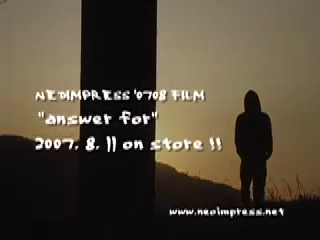 NEOIMPRESS '0708 FILM
"answer for"
2007. 8. 11 on store !!
www.neoimpress.net